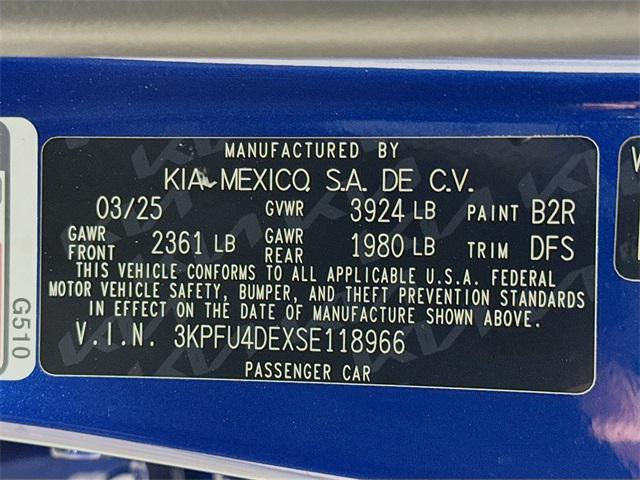 MANUFACTURED BY
KIA MEXICO, S.A. DE C.V.
03/25 GVWR 3924 LB PAINT B2R
GAWR FRONT 2361 LB GAWR REAR 1980 LB TRIM DFS
THIS VEHICLE CONFORMS TO ALL APPLICABLE U.S.A. FEDERAL
MOTOR VEHICLE SAFETY, BUMPER, AND THEFT PREVENTION STANDARDS
IN EFFECT ON THE DATE OF MANUFACTURE SHOWN ABOVE.
V.I.N. 3KPFU4DEXSE118966
PASSENGER CAR
G510